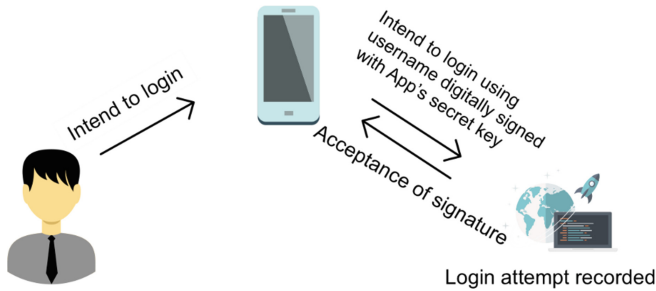 Intend to login
Intend to login using
username digitally signed
with App's secret key
Acceptance of signature
Login attempt recorded